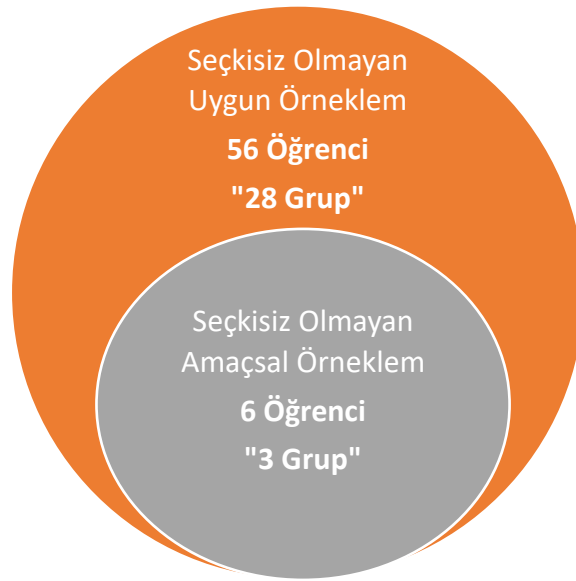 Seçkisiz Olmayan
Uygun Örneklem
56 Öğrenci
"28 Grup"
Seçkisiz Olmayan
Amaçsal Örneklem
6 Öğrenci
"3 Grup"